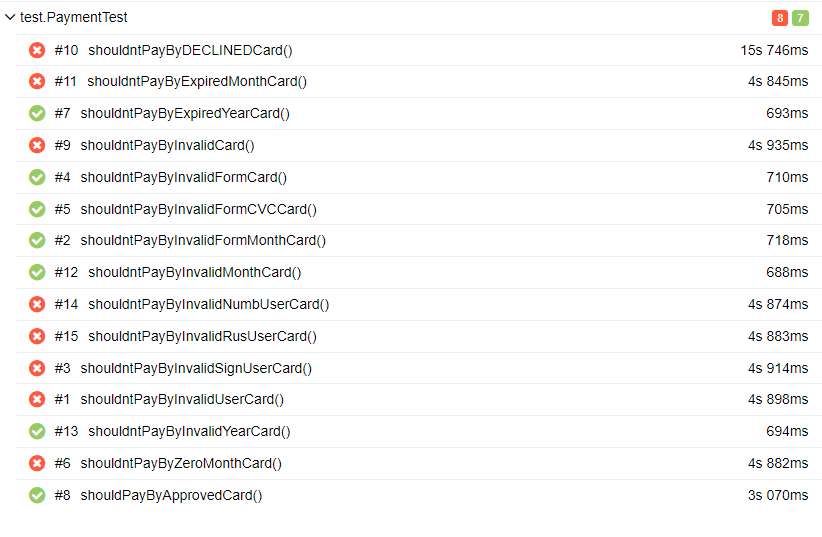 test.PaymentTest 8 7
#10 shouldntPayByDECLINEDCard() 15s 746ms
#11 shouldntPayByExpiredMonthCard() 4s 845ms
#7 shouldntPayByExpiredYearCard() 693ms
#9 shouldntPayByInvalidCard() 4s 935ms
#4 shouldntPayByInvalidFormCard() 710ms
#5 shouldntPayByInvalidFormCVCCard() 705ms
#2 shouldntPayByInvalidFormMonthCard() 718ms
#12 shouldntPayByInvalidMonthCard() 688ms
#14 shouldntPayByInvalidNumbUserCard() 4s 874ms
#15 shouldntPayByInvalidRusUserCard() 4s 883ms
#3 shouldntPayByInvalidSignUserCard() 4s 914ms
#1 shouldntPayByInvalidUserCard() 4s 898ms
#13 shouldntPayByInvalidYearCard() 694ms
#6 shouldntPayByZeroMonthCard() 4s 882ms
#8 shouldPayByApprovedCard() 3s 070ms